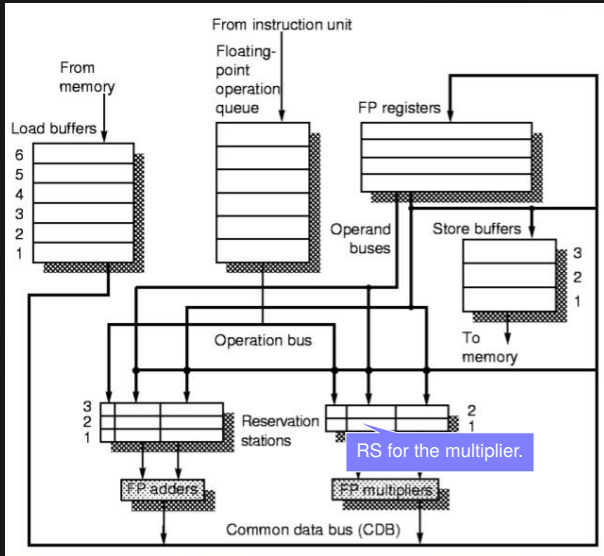 From instruction unit
Floating-
point
operation
queue
From
memory
FP registers
Load buffers
6
5
4
3
2
1
Operand
buses
Store buffers
3
2
1
To
memory
Operation bus
3
2
1
Reservation
stations
2
1
RS for the multiplier.
FP adders
FP multipliers
Common data bus (CDB)